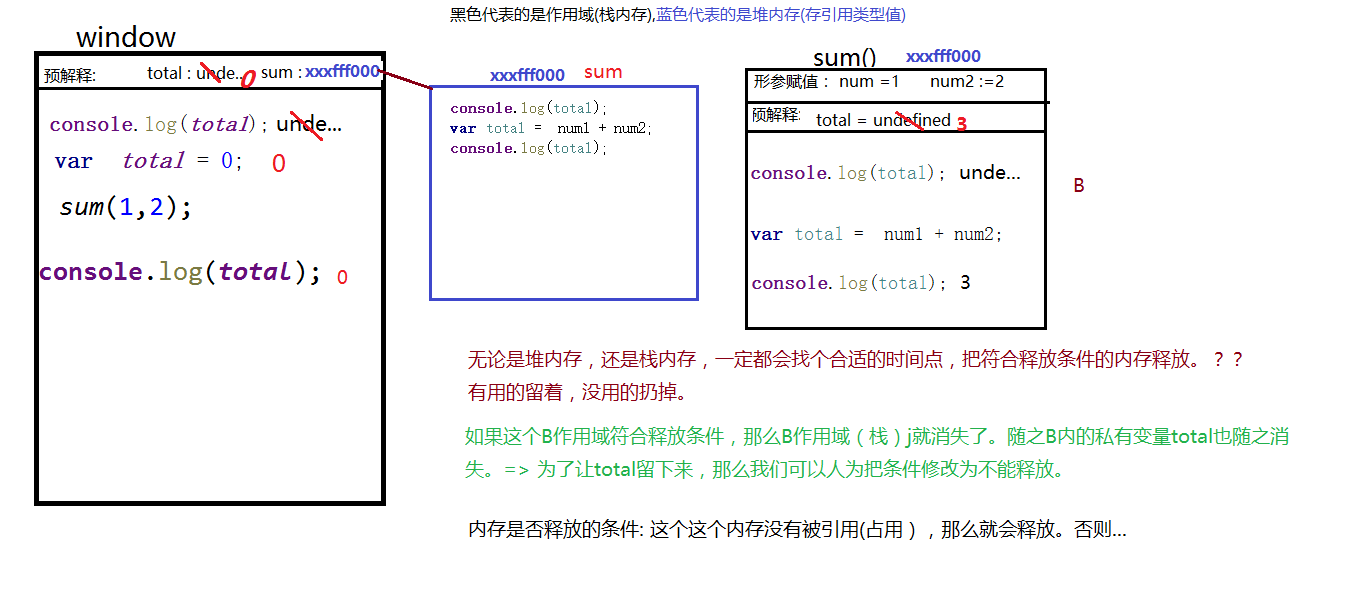 黑色代表的是作用域(栈内存),蓝色代表的是堆内存(存引用类型值)
window
预解释: total : unde... 0 sum : xxxfff000
console.log(total); unde...
var total = 0; 0
sum(1,2);
console.log(total); 0
xxxfff000 sum
console.log(total);
var total = num1 + num2;
console.log(total);
sum() xxxfff000
形参赋值： num =1 num2 :=2
预解释: total = undefined 3
console.log(total); unde...
var total = num1 + num2;
console.log(total); 3
B
无论是堆内存，还是栈内存，一定都会找个合适的时间点，把符合释放条件的内存释放。？？
有用的留着，没用的扔掉。
如果这个B作用域符合释放条件，那么B作用域（栈）j就消失了。随之B内的私有变量total也随之消
失。=> 为了让total留下来，那么我们可以人为把条件修改为不能释放。
内存是否释放的条件: 这个这个内存没有被引用(占用 ），那么就会释放。否则...